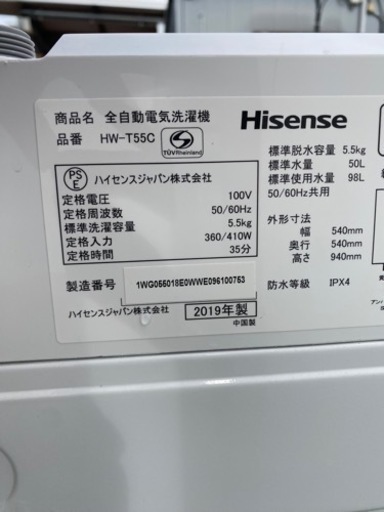 商品名 全自動電気洗濯機
品番 HW-T55C
TÜVRheinland
Hisense
PS
E
ハイセンスジャパン株式会社
定格電圧 100V
定格周波数 50/60Hz
標準洗濯容量 5.5kg
定格入力 360/410W
定格時間 35分
標準脱水容量 5.5kg
標準水量 50L
標準使用水量 98L
50/60Hz共用
外形寸法
幅 540mm
奥行 540mm
高さ 940mm
製造番号 1WG055018E0WWE096100753
防水等級 IPX4
ハイセンスジャパン株式会社
2019年製
中国製